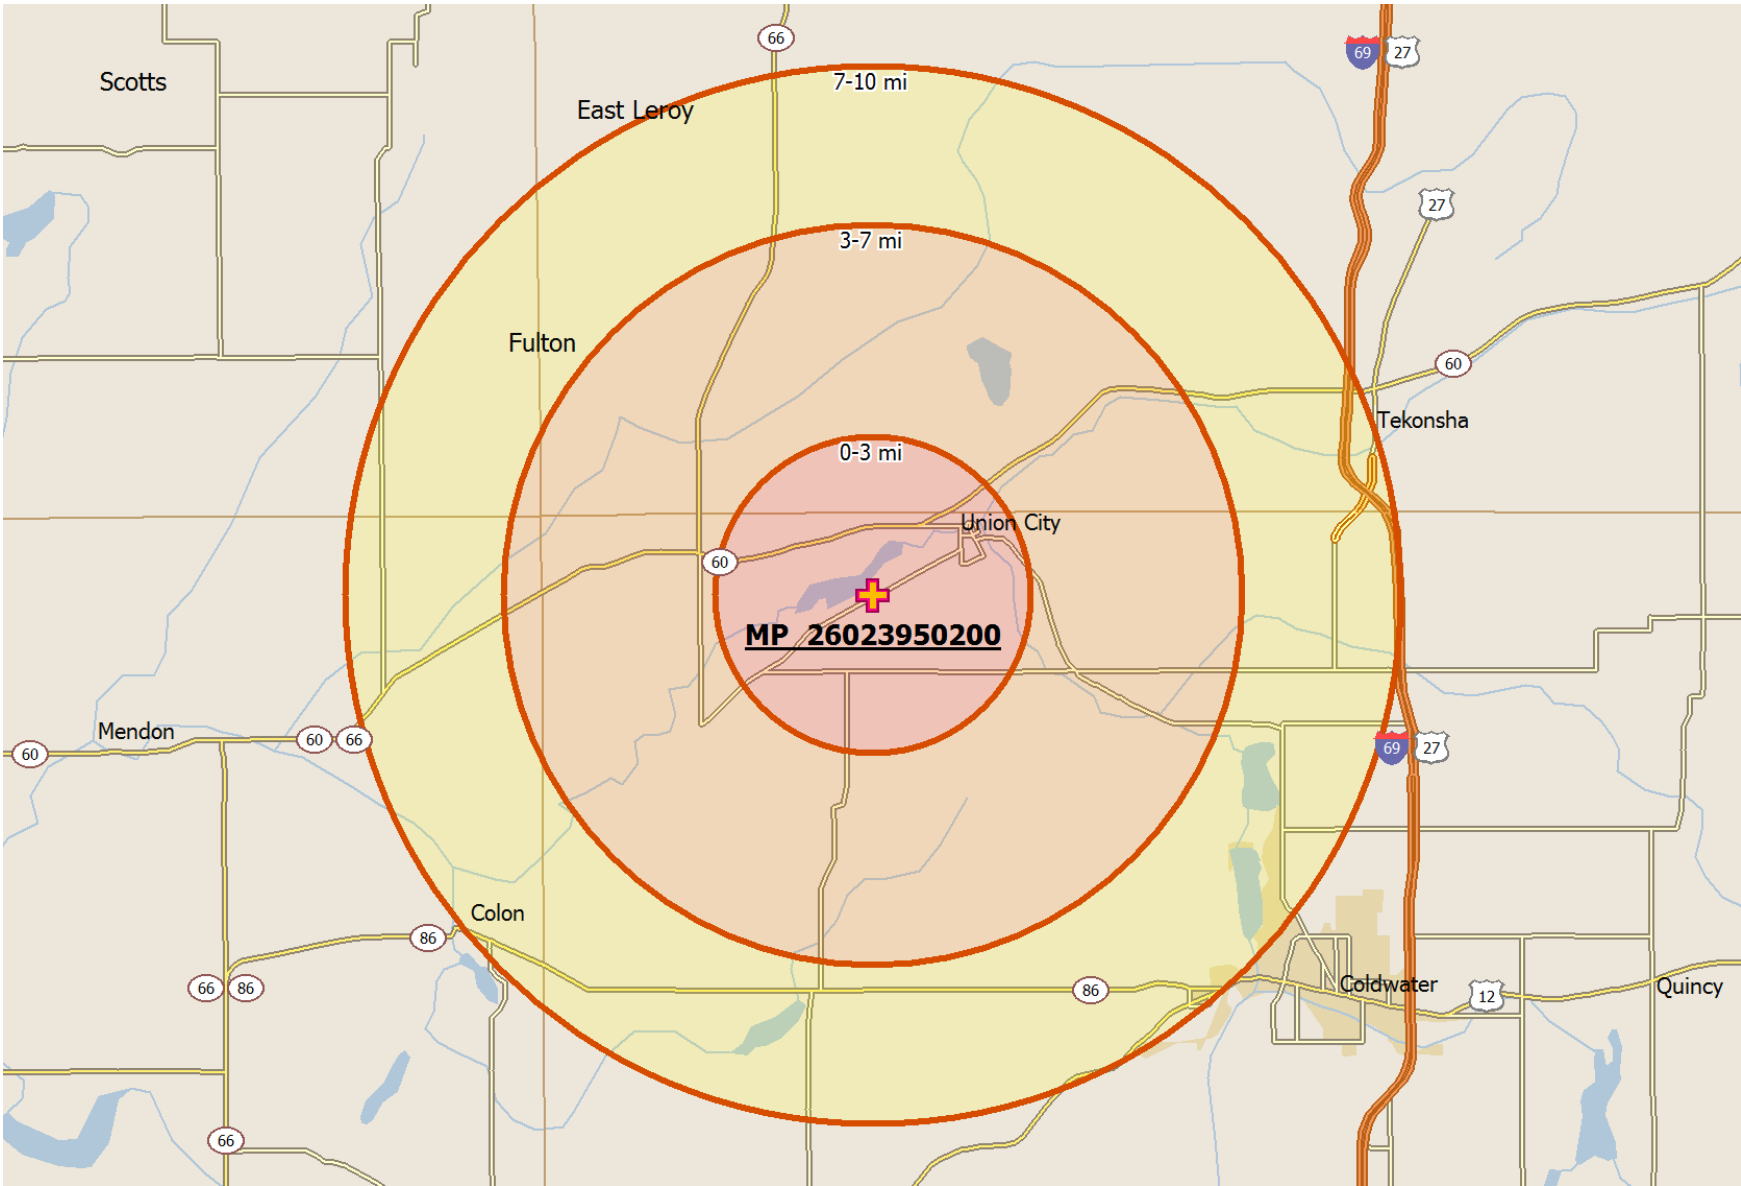 66
69
27
Scotts
7-10 mi
East Leroy
27
3-7 mi
Fulton
60
Tekonsha
0-3 mi
Union City
60
MP 26023950200
Mendon
60
60
66
69
27
Colon
86
66
86
86
Coldwater
12
Quincy
66